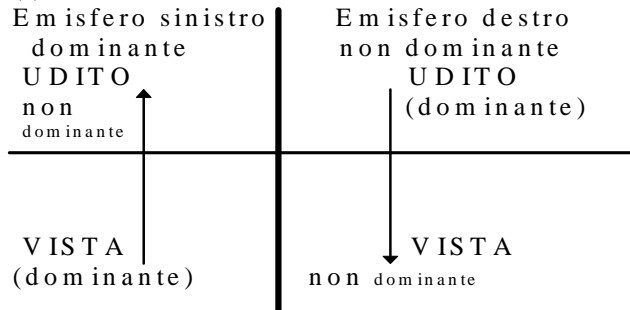 Emisfero sinistro
dominante
UDITO
non
dominante
Emisfero destro
non dominante
UDITO
(dominante)
VISTA
(dominante)
VISTA
non dominante